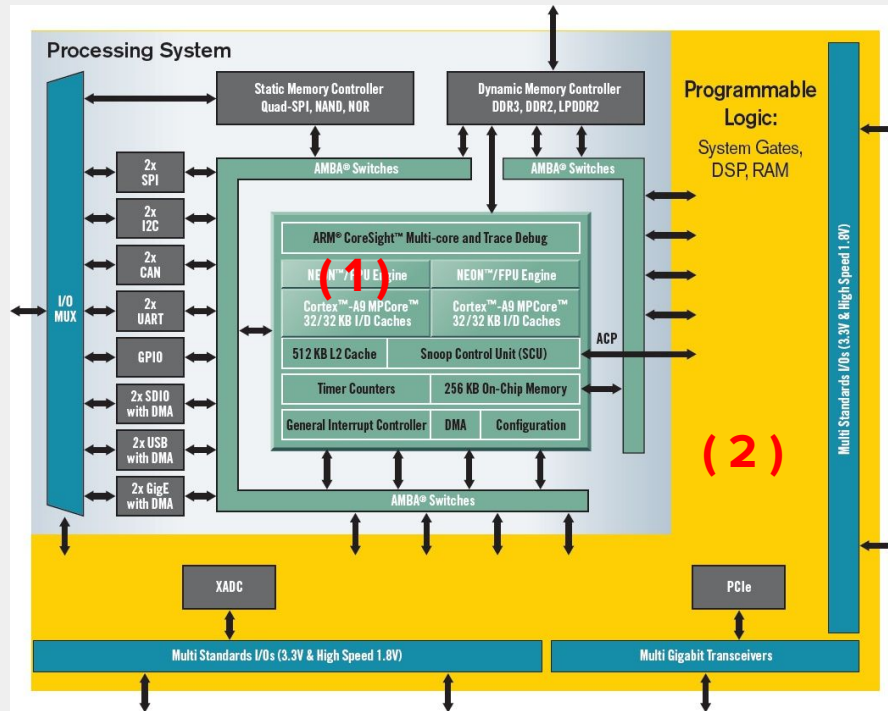 Processing System
Static Memory Controller
Quad-SPI, NAND, NOR
Dynamic Memory Controller
DDR3, DDR2, LPDDR2
Programmable
Logic:
System Gates,
DSP, RAM
AMBA® Switches
AMBA® Switches
I/O
MUX
2x
SPI
2x
I2C
2x
CAN
2x
UART
GPIO
2x SDIO
with DMA
2x USB
with DMA
2x GigE
with DMA
ARM® CoreSight™ Multi-core and Trace Debug
NEON™/FPU Engine
NEON™/FPU Engine
( 1 )
Cortex™-A9 MPCore™
32/32 KB I/D Caches
Cortex™-A9 MPCore™
32/32 KB I/D Caches
512 KB L2 Cache
Snoop Control Unit (SCU)
ACP
Timer Counters
256 KB On-Chip Memory
General Interrupt Controller
DMA
Configuration
AMBA® Switches
( 2 )
Multi Standards I/Os (3.3V & High Speed 1.8V)
XADC
PCIe
Multi Standards I/Os (3.3V & High Speed 1.8V)
Multi Gigabit Transceivers